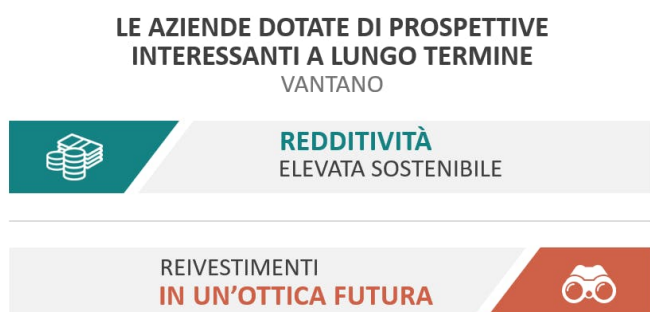 LE AZIENDE DOTATE DI PROSPETTIVE
INTERESSANTI A LUNGO TERMINE
VANTANO
REDDITIVITÀ
ELEVATA SOSTENIBILE
REIVESTIMENTI
IN UN’OTTICA FUTURA